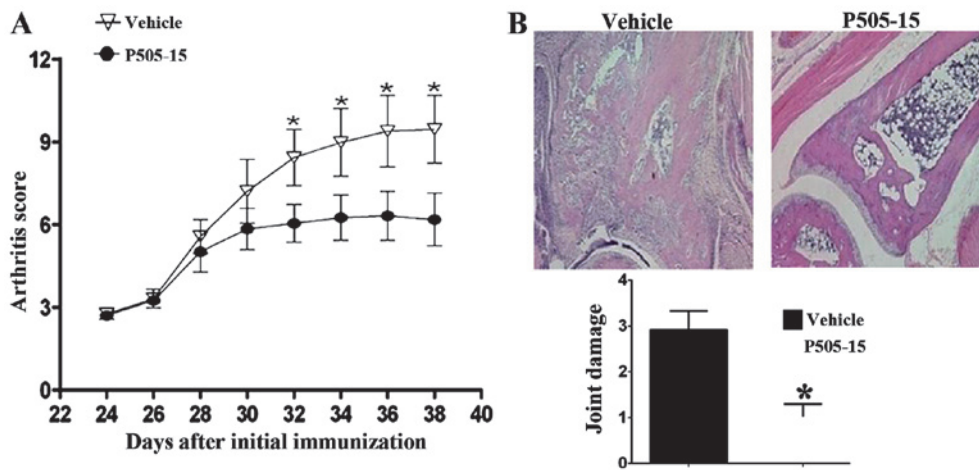 A
Vehicle
P505-15
12
9
6
3
0
Arthritis score
* * * *
22 24 26 28 30 32 34 36 38 40
Days after initial immunization
B
Vehicle P505-15
4
3
2
1
0
Joint damage
Vehicle
P505-15
*